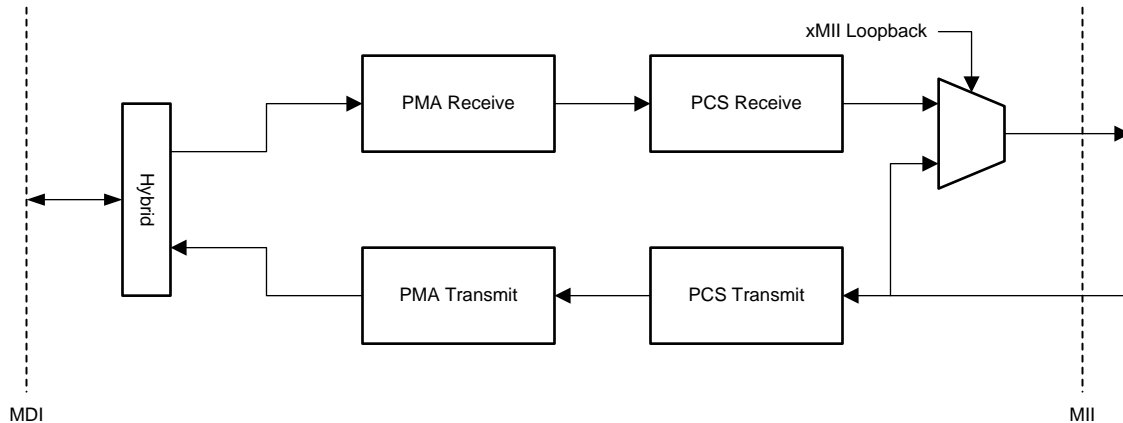 xMII Loopback
PMA Receive
PCS Receive
Hybrid
PMA Transmit
PCS Transmit
MDI
MII